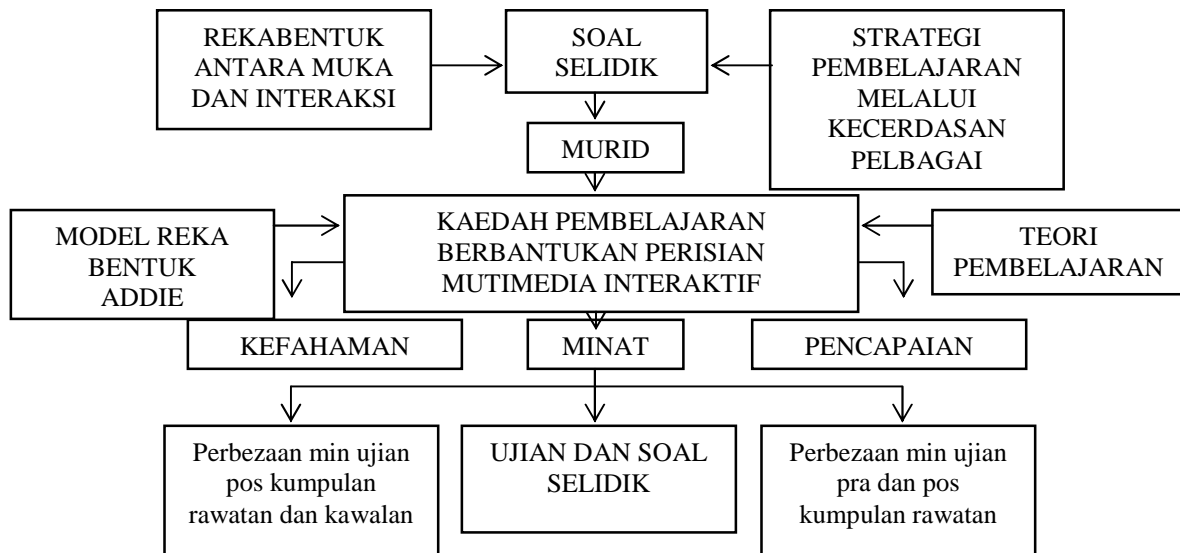 REKABENTUK
ANTARA MUKA
DAN INTERAKSI
SOAL
SELIDIK
STRATEGI
PEMBELAJARAN
MELALUI
KECERDASAN
PELBAGAI
MURID
MODEL REKA
BENTUK
ADDIE
KAEDAH PEMBELAJARAN
BERBANTUKAN PERISIAN
MUTIMEDIA INTERAKTIF
TEORI
PEMBELAJARAN
KEFAHAMAN
MINAT
PENCAPAIAN
Perbezaan min ujian
pos kumpulan
rawatan dan kawalan
UJIAN DAN SOAL
SELIDIK
Perbezaan min ujian
pra dan pos
kumpulan rawatan